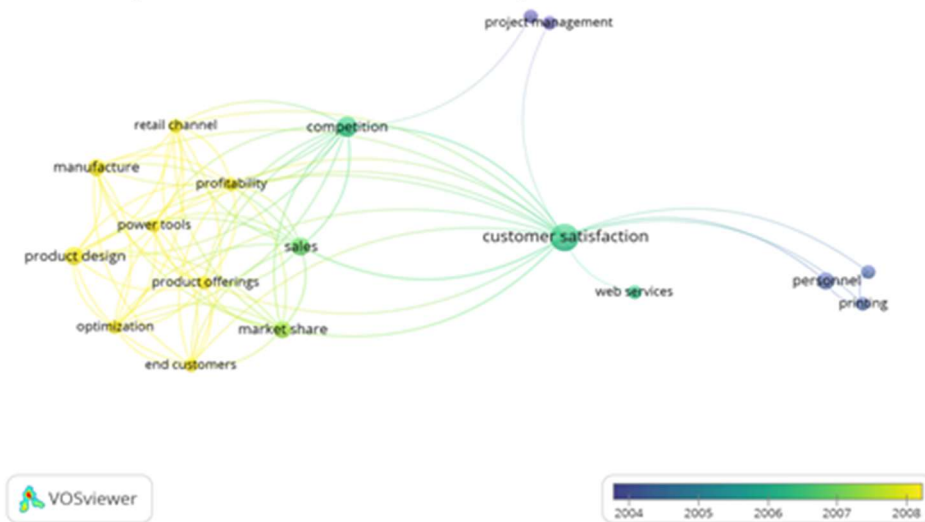 project management
retail channel
competition
manufacture
profitability
power tools
customer satisfaction
sales
product design
product offerings
personnel
web services
printing
optimization
market share
end customers
VOSviewer
2004 2005 2006 2007 2008